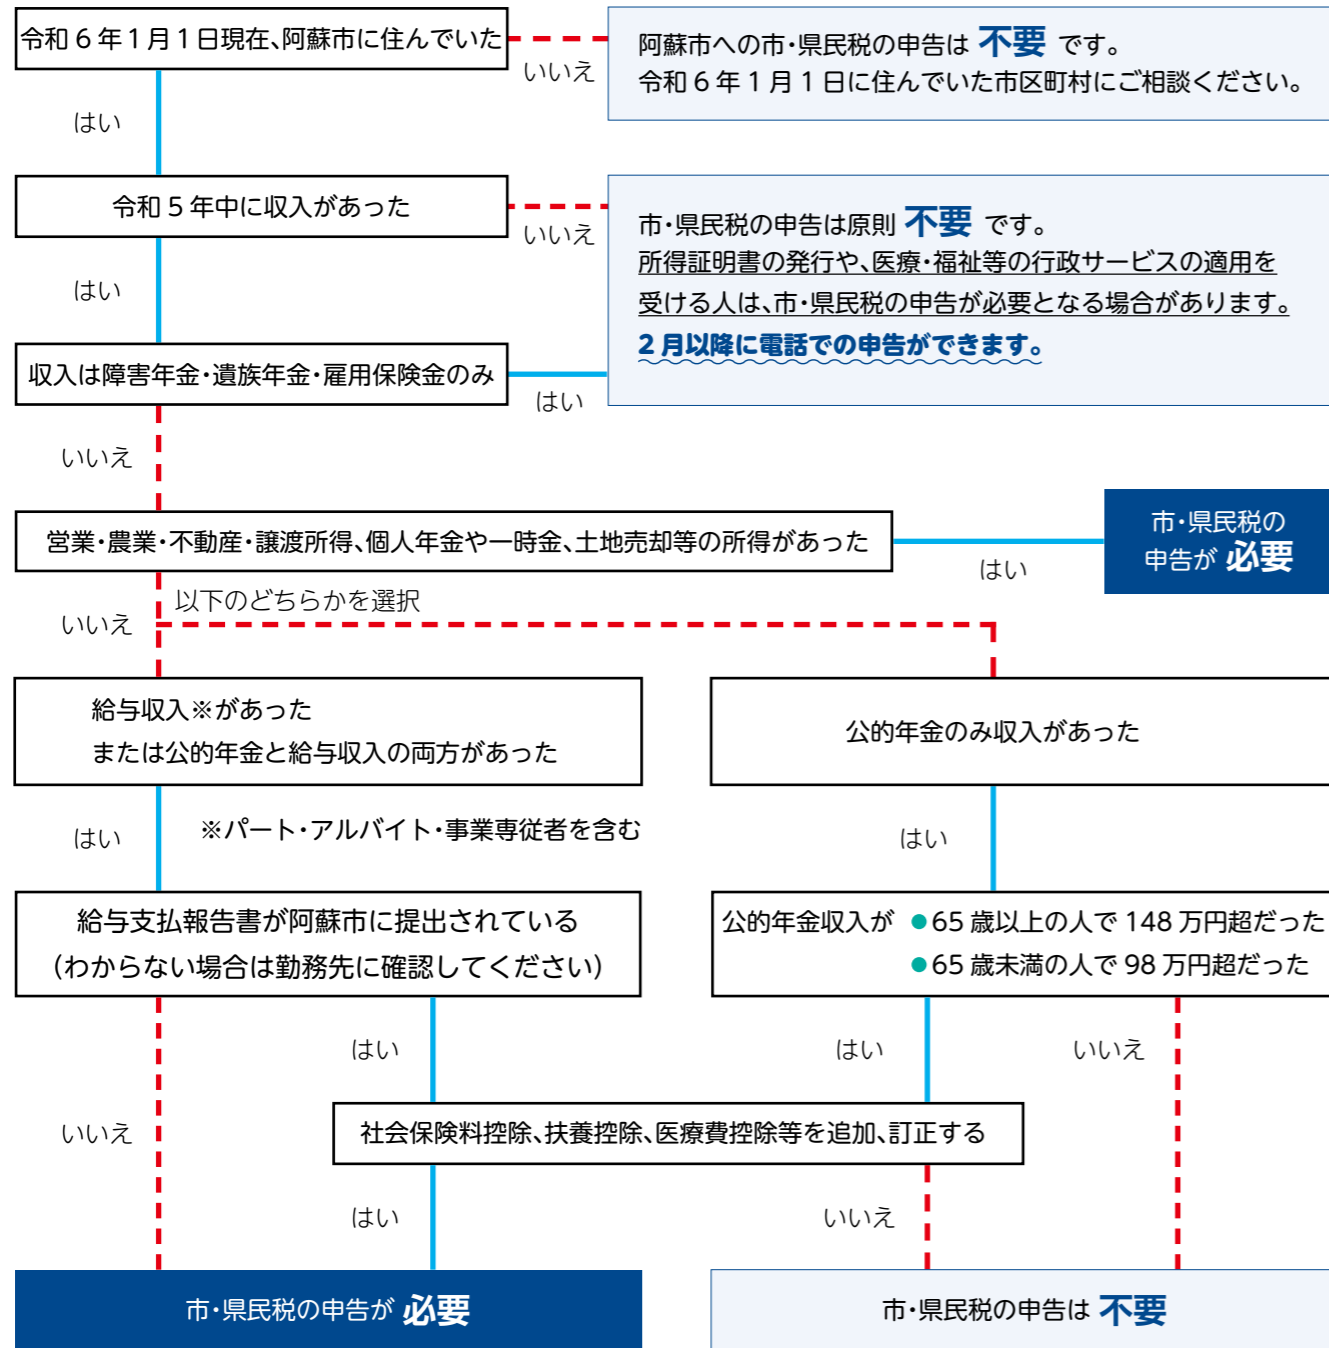 令和6年1月1日現在、阿蘇市に住んでいた
いいえ
阿蘇市への市・県民税の申告は 不要 です。
令和6年1月1日に住んでいた市区町村にご相談ください。
はい
令和5年中に収入があった
いいえ
市・県民税の申告は原則 不要 です。
所得証明書の発行や、医療・福祉等の行政サービスの適用を
受ける人は、市・県民税の申告が必要となる場合があります。
2月以降に電話での申告ができます。
はい
収入は障害年金・遺族年金・雇用保険金のみ
はい
いいえ
営業・農業・不動産・譲渡所得、個人年金や一時金、土地売却等の所得があった
はい
市・県民税の
申告が 必要
いいえ
以下のどちらかを選択
給与収入※があった
または公的年金と給与収入の両方があった
公的年金のみ収入があった
はい
※パート・アルバイト・事業専従者を含む
はい
給与支払報告書が阿蘇市に提出されている
(わからない場合は勤務先に確認してください)
公的年金収入が ●65歳以上の人で148万円超だった
●65歳未満の人で98万円超だった
はい
はい
いいえ
いいえ
社会保険料控除、扶養控除、医療費控除等を追加、訂正する
はい
いいえ
市・県民税の申告が 必要
市・県民税の申告は 不要